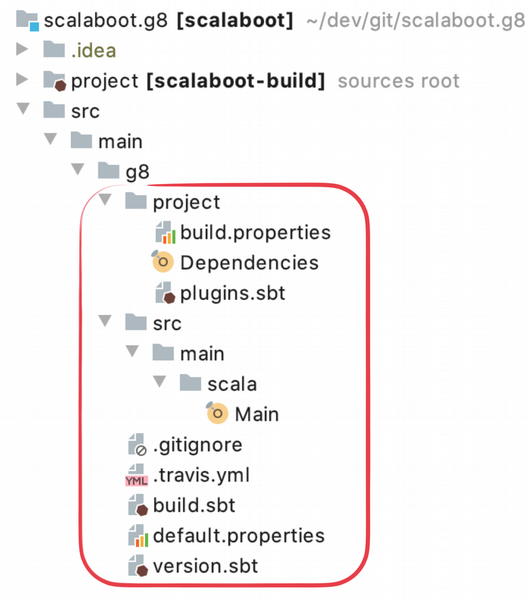 scalaboot.g8 [scalaboot] ~/dev/git/scalaboot.g8
.idea
project [scalaboot-build] sources root
src
main
g8
project
build.properties
Dependencies
plugins.sbt
src
main
scala
Main
.gitignore
YML .travis.yml
build.sbt
default.properties
version.sbt